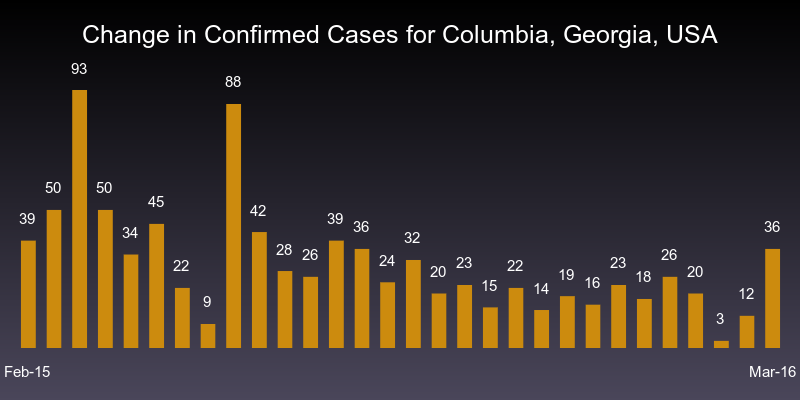 Change in Confirmed Cases for Columbia, Georgia, USA
39 50 93 50 34 45 22 9 88 42 28 26 39 36 24 32 20 23 15 22 14 19 16 23 18 26 20 3 12 36
Feb-15 Mar-16